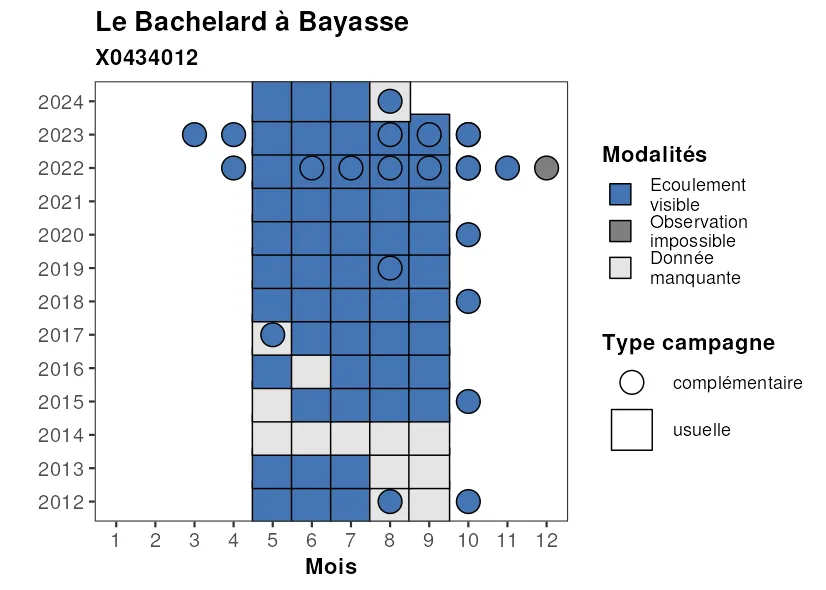 Le Bachelard à Bayasse
X0434012
2024
2023
2022
2021
2020
2019
2018
2017
2016
2015
2014
2013
2012
1 2 3 4 5 6 7 8 9 10 11 12
Mois
Modalités
Ecoulement
visible
Observation
impossible
Donnée
manquante
Type campagne
complémentaire
usuelle